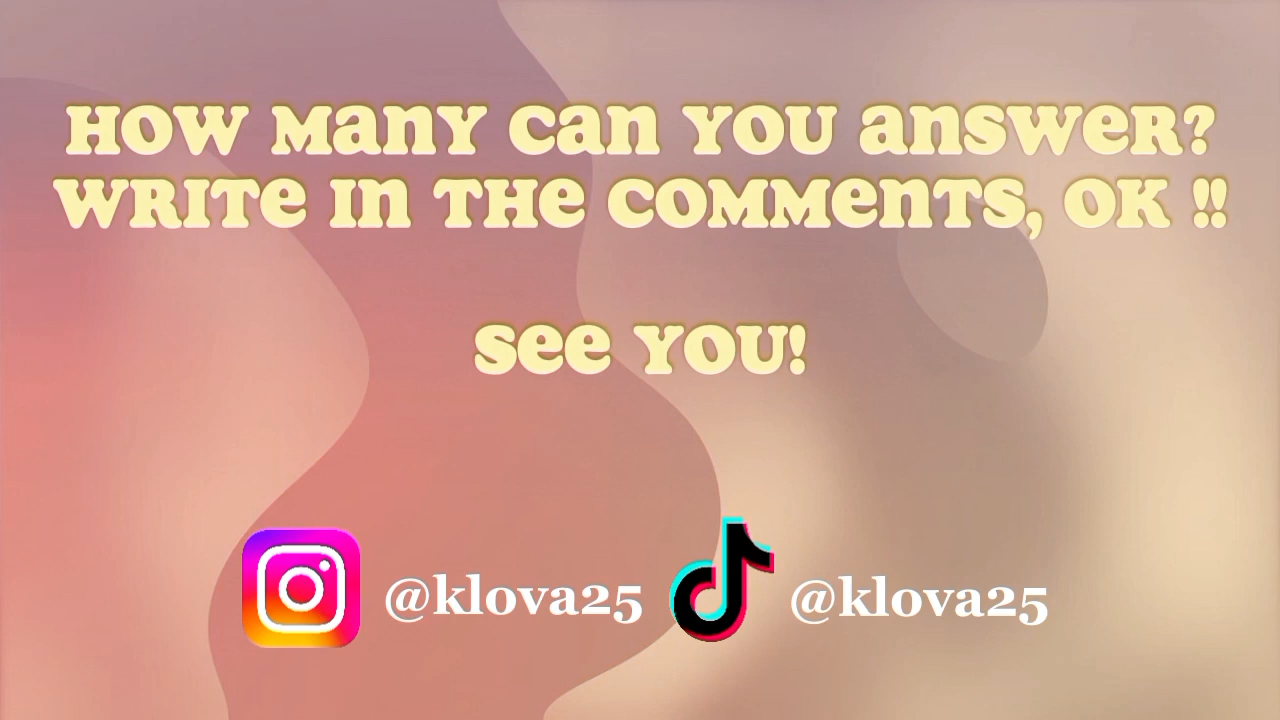 HOW MANY CAN YOU ANSWER?
WRITE IN THE COMMENTS, OK !!
SEE YOU!
@klova25 @klova25